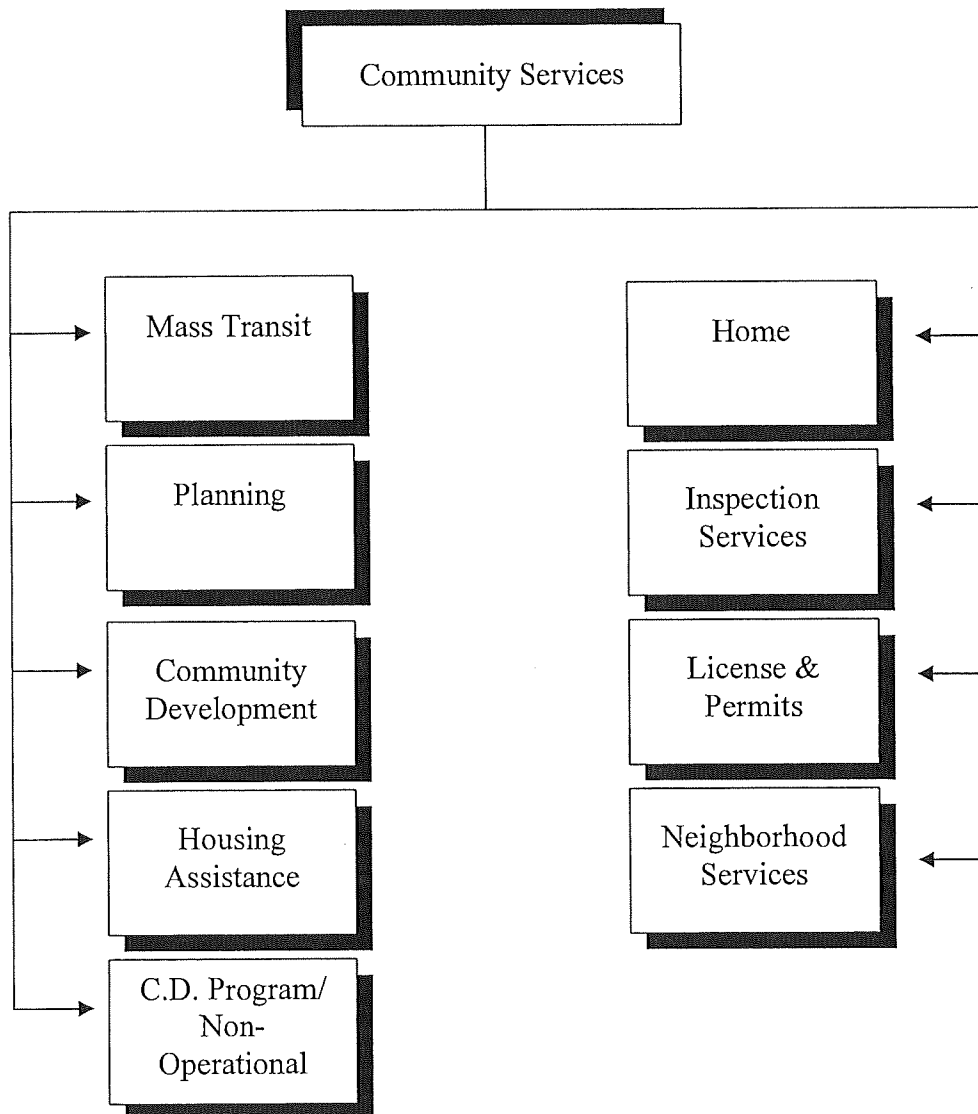 Community Services
Mass Transit
Planning
Community
Development
Housing
Assistance
C.D. Program/
Non-
Operational
Home
Inspection
Services
License &
Permits
Neighborhood
Services